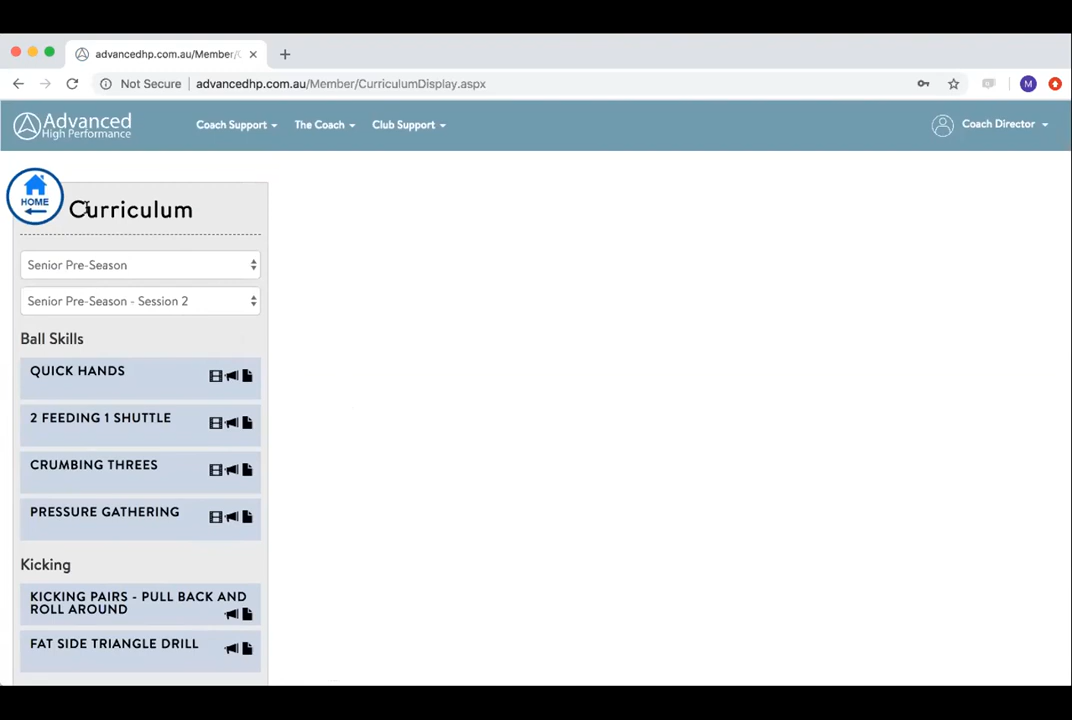 advancedhp.com.au/Member/C
Not Secure
advancedhp.com.au/Member/CurriculumDisplay.aspx
M
Advanced
High Performance
Coach Support
The Coach
Club Support
Coach Director
HOME
Curriculum
Senior Pre-Season
Senior Pre-Season - Session 2
Ball Skills
QUICK HANDS
2 FEEDING 1 SHUTTLE
CRUMBING THREES
PRESSURE GATHERING
Kicking
KICKING PAIRS - PULL BACK AND
ROLL AROUND
FAT SIDE TRIANGLE DRILL